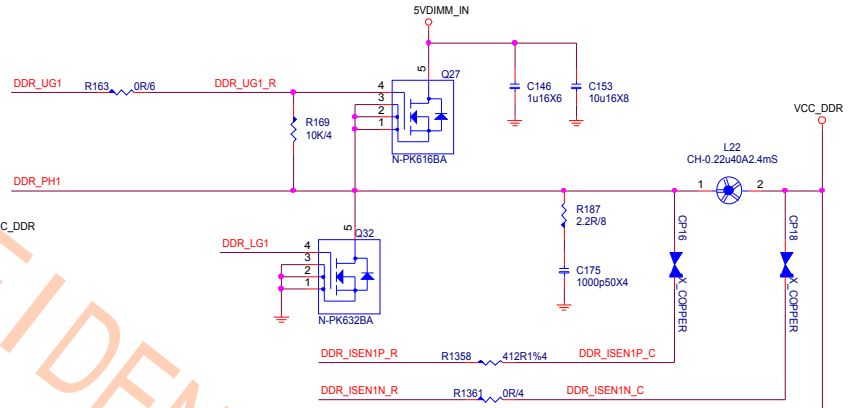 5VDIMM_IN
5
Q27
DDR_UG1
R163
0R/6
DDR_UG1_R
4
3
2
1
C146
1u16X6
C153
10u16X8
R169
10K/4
N-PK616BA
VCC_DDR
L22
CH-0.22u40A2.4mS
DDR_PH1
1
2
C_DDR
5
Q32
R187
2.2R/8
CP16
X_COPPER
CP18
X_COPPER
DDR_LG1
4
3
2
1
C175
1000p50X4
N-PK632BA
DDR_ISEN1P_R
R1358
412R1%4
DDR_ISEN1P_C
DDR_ISEN1N_R
R1361
0R/4
DDR_ISEN1N_C